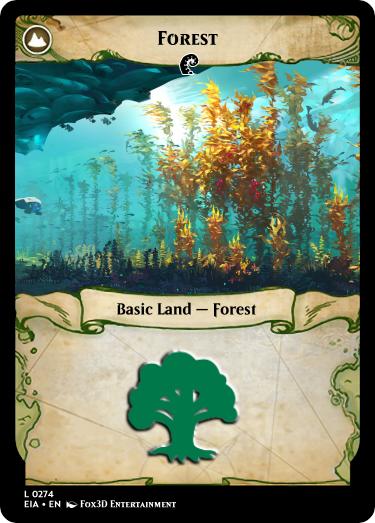 Forest
Basic Land — Forest
L 0274
EIA • EN Fox3D Entertainment